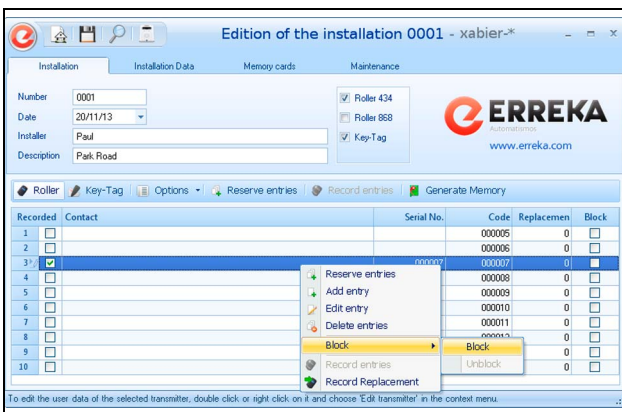 Edition of the installation 0001 - xabier-*
Installation Installation Data Memory cards Maintenance
Number 0001
Date 20/11/13
Installer Paul
Description Park Road
Roller 434
Roller 868
Key-Tag
ERREKA
Automatismos
www.erreka.com
Roller Key-Tag Options Reserve entries Record entries Generate Memory
Recorded Contact Serial No. Code Replacemen Block
1 000005 0
2 000006 0
3 000007 000007 0
4 000008 0
5 000009 0
6 000010 0
7 000011 0
8 000012 0
9 0
10 0
Reserve entries
Add entry
Edit entry
Delete entries
Block
Record entries
Record Replacement
Block
Unblock
To edit the user data of the selected transmitter, double click or right click on it and choose 'Edit transmitter' in the context menu.